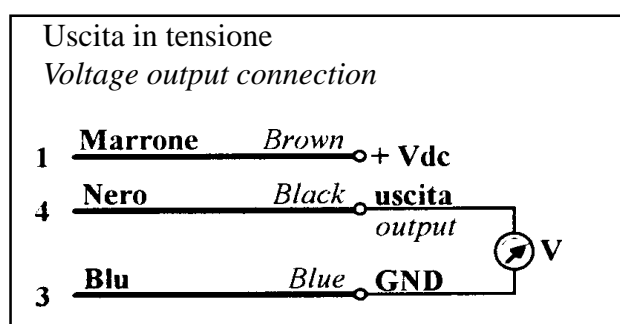 Uscita in tensione
Voltage output connection
1 Marrone Brown + Vdc
4 Nero Black uscita
output
V
3 Blu Blue GND